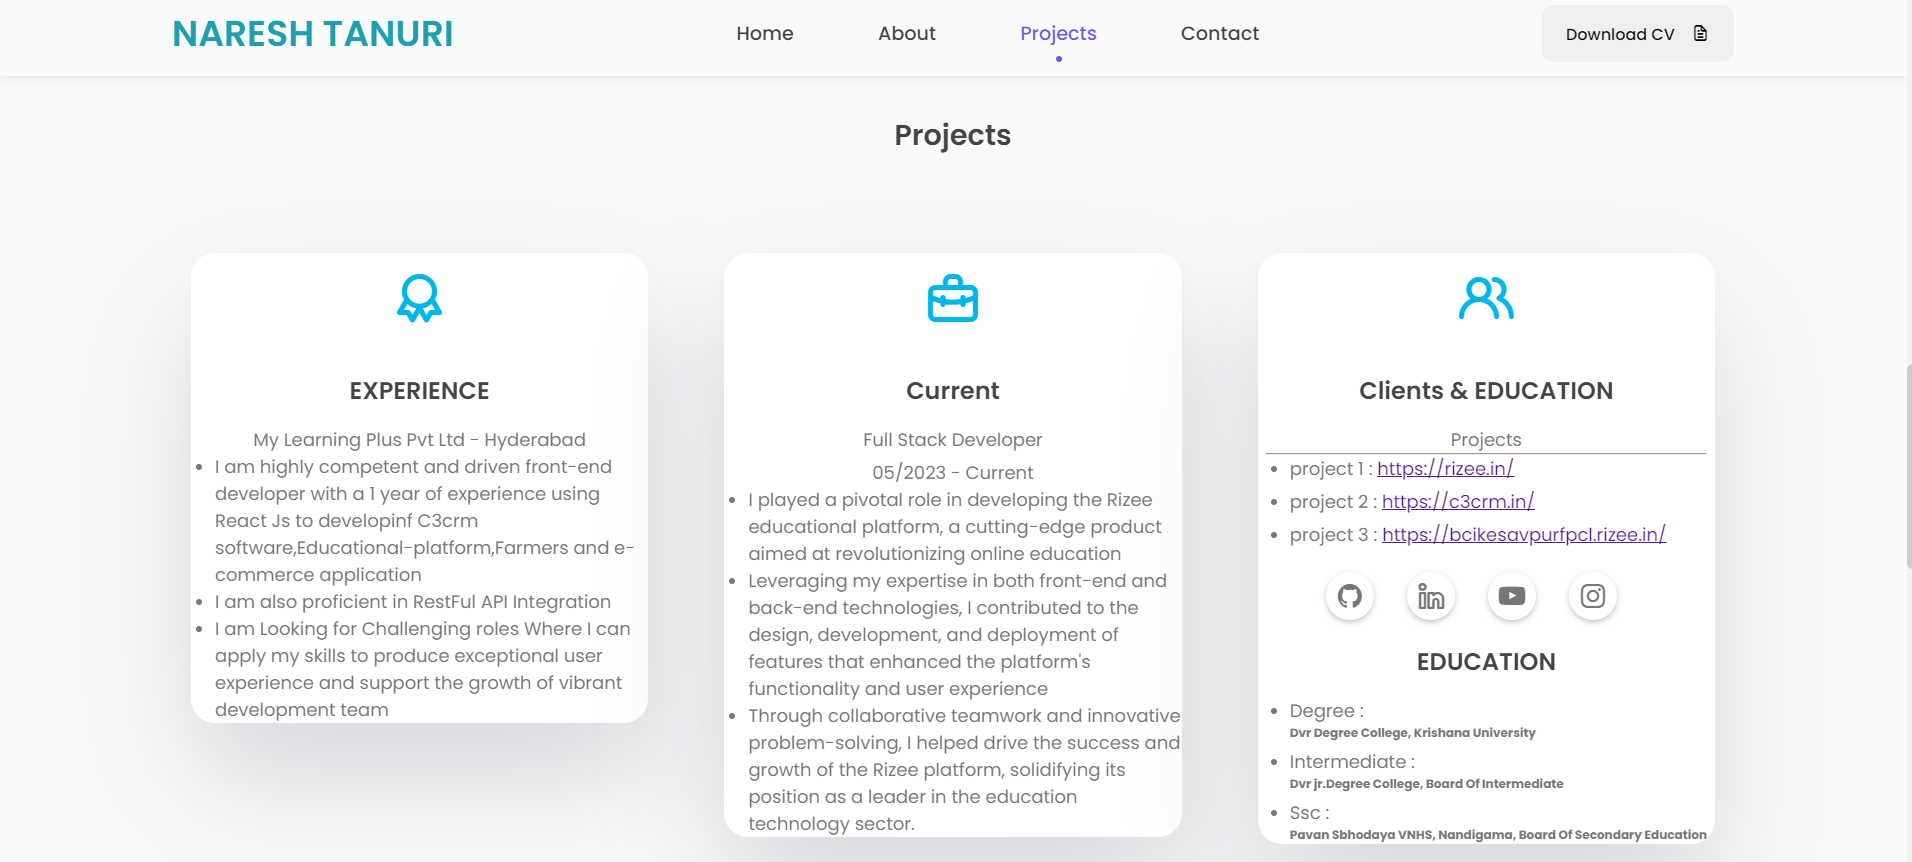 NARESH TANURI
Home
About
Projects
Contact
Download CV
Projects
EXPERIENCE
My Learning Plus Pvt Ltd - Hyderabad
I am highly competent and driven front-end
developer with a 1 year of experience using
React Js to developinf C3crm
software,Educational-platform,Farmers and e-
commerce application
I am also proficient in RestFul API Integration
I am Looking for Challenging roles Where I can
apply my skills to produce exceptional user
experience and support the growth of vibrant
development team
Current
Full Stack Developer
05/2023 - Current
I played a pivotal role in developing the Rizee
educational platform, a cutting-edge product
aimed at revolutionizing online education
Leveraging my expertise in both front-end and
back-end technologies, I contributed to the
design, development, and deployment of
features that enhanced the platform's
functionality and user experience
Through collaborative teamwork and innovative
problem-solving, I helped drive the success and
growth of the Rizee platform, solidifying its
position as a leader in the education
technology sector.
Clients & EDUCATION
Projects
project 1 : https://rizee.in/
project 2 : https://c3crm.in/
project 3 : https://bcikesavpurfpcl.rizee.in/
EDUCATION
Degree :
Dvr Degree College, Krishana University
Intermediate :
Dvr jr.Degree College, Board Of Intermediate
Ssc :
Pavan Sbhodaya VNHS, Nandigama, Board Of Secondary Education